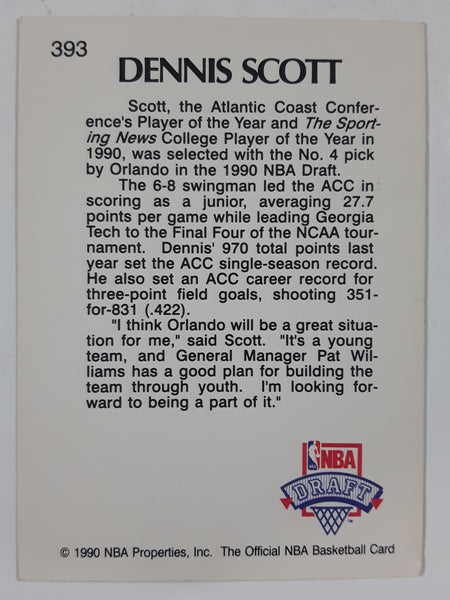 393
DENNIS SCOTT
Scott, the Atlantic Coast Confer-
ence's Player of the Year and The Sport-
ing News College Player of the Year in
1990, was selected with the No. 4 pick
by Orlando in the 1990 NBA Draft.
The 6-8 swingman led the ACC in
scoring as a junior, averaging 27.7
points per game while leading Georgia
Tech to the Final Four of the NCAA tour-
nament. Dennis' 970 total points last
year set the ACC single-season record.
He also set an ACC career record for
three-point field goals, shooting 351-
for-831 (.422).
"I think Orlando will be a great situa-
tion for me," said Scott. "It's a young
team, and General Manager Pat Wil-
liams has a good plan for building the
team through youth. I'm looking for-
ward to being a part of it."
NBA
DRAFT
™
© 1990 NBA Properties, Inc. The Official NBA Basketball Card